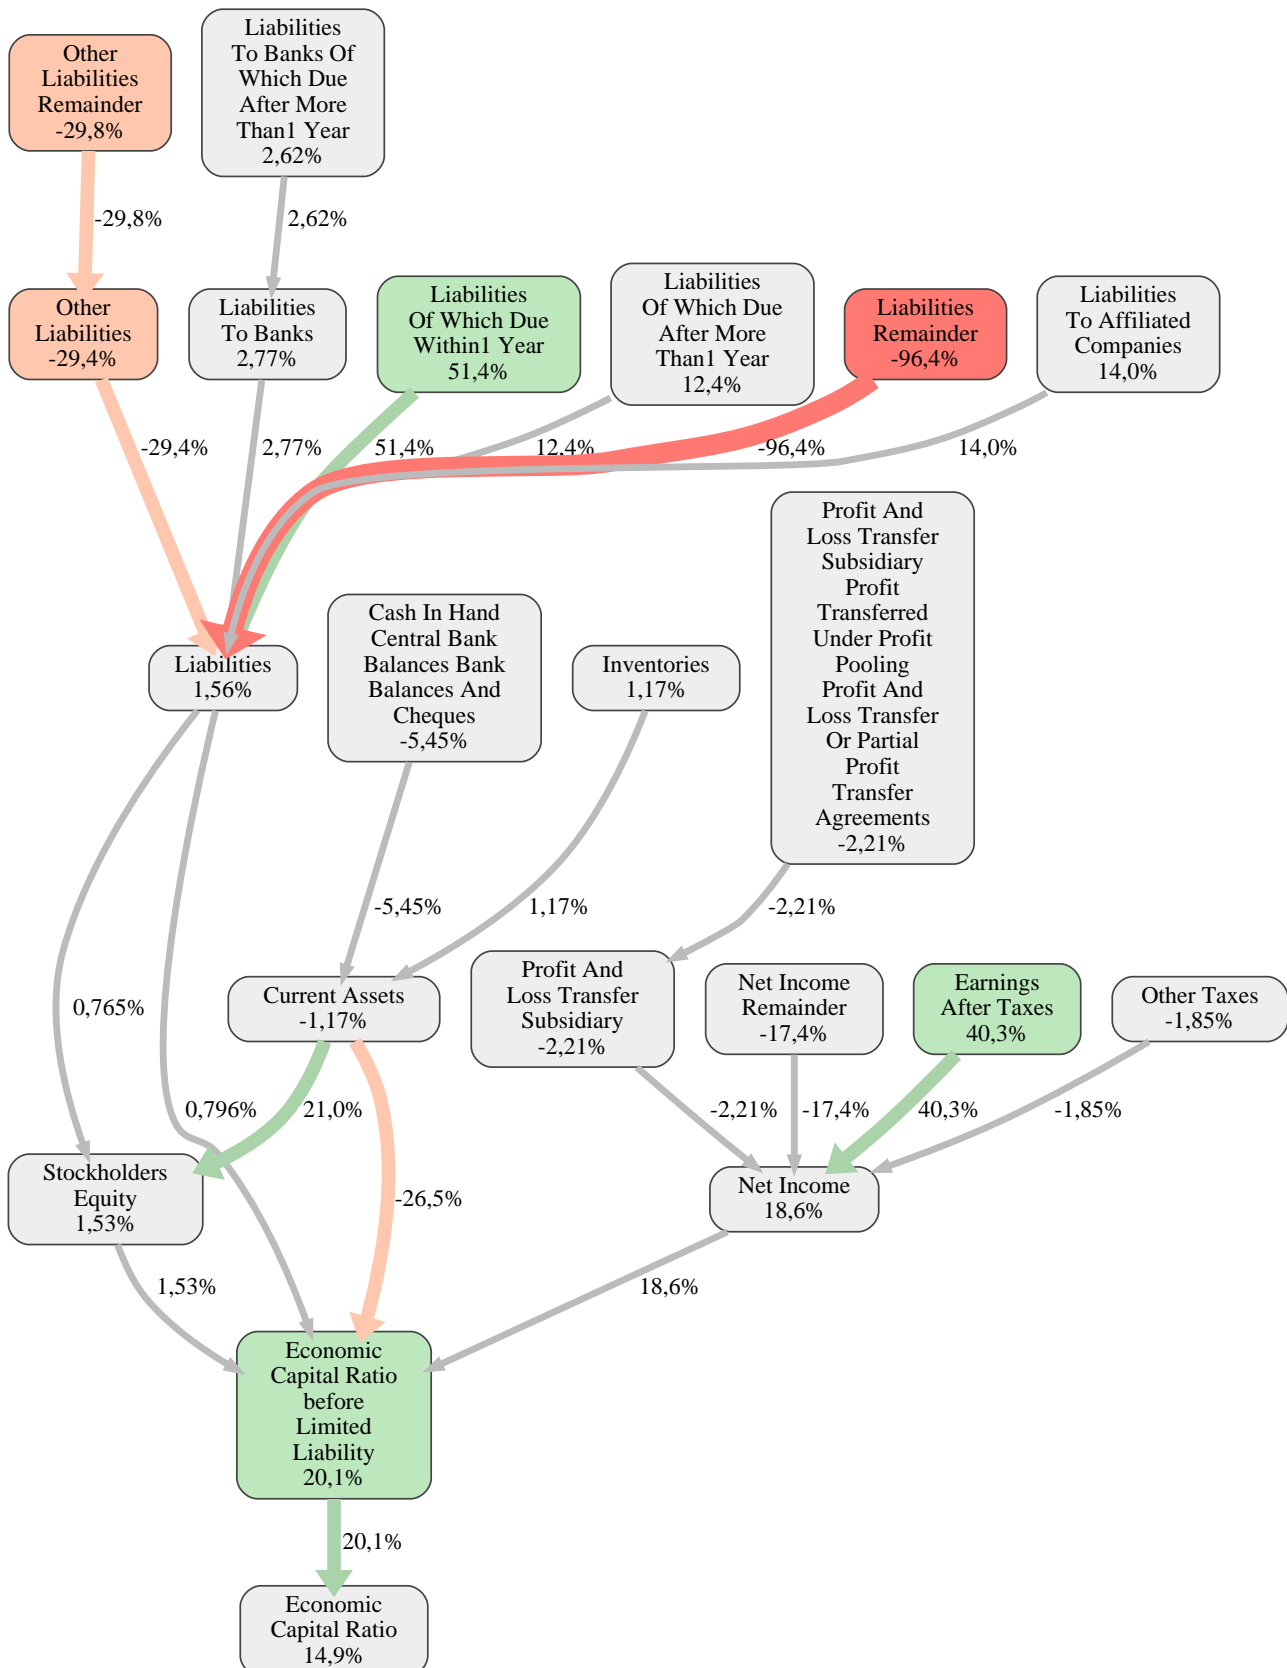 Other
Liabilities
Remainder
-29,8%
Liabilities
To Banks Of
Which Due
After More
Than1 Year
2,62%
-29,8%
2,62%
Other
Liabilities
-29,4%
Liabilities
To Banks
2,77%
Liabilities
Of Which Due
Within1 Year
51,4%
Liabilities
Of Which Due
After More
Than1 Year
12,4%
Liabilities
Remainder
-96,4%
Liabilities
To Affiliated
Companies
14,0%
-29,4%
2,77%
51,4%
12,4%
-96,4%
14,0%
Profit And
Loss Transfer
Subsidiary
Profit
Transferred
Under Profit
Pooling
Profit And
Loss Transfer
Or Partial
Profit
Transfer
Agreements
-2,21%
Cash In Hand
Central Bank
Balances Bank
Balances And
Cheques
-5,45%
Liabilities
1,56%
Inventories
1,17%
-5,45%
1,17%
-2,21%
Current Assets
-1,17%
Profit And
Loss Transfer
Subsidiary
-2,21%
Net Income
Remainder
-17,4%
Earnings
After Taxes
40,3%
Other Taxes
-1,85%
0,765%
0,796%
21,0%
-2,21%
-17,4%
40,3%
-1,85%
Stockholders
Equity
1,53%
-26,5%
Net Income
18,6%
1,53%
18,6%
Economic
Capital Ratio
before
Limited
Liability
20,1%
20,1%
Economic
Capital Ratio
14,9%